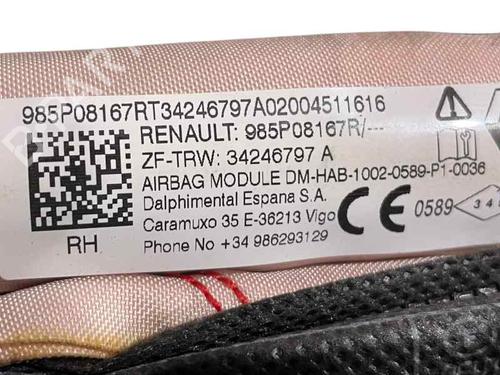 985P08167RT34246797A02004511616
RENAULT: 985P08167R/---
ZF-TRW: 34246797 A
AIRBAG MODULE DM-HAB-1002-0589-P1-0036
Dalphimental Espana S.A.
Caramuxo 35 E-36213 Vigo
Phone No +34 986293129
RH
CE
0589